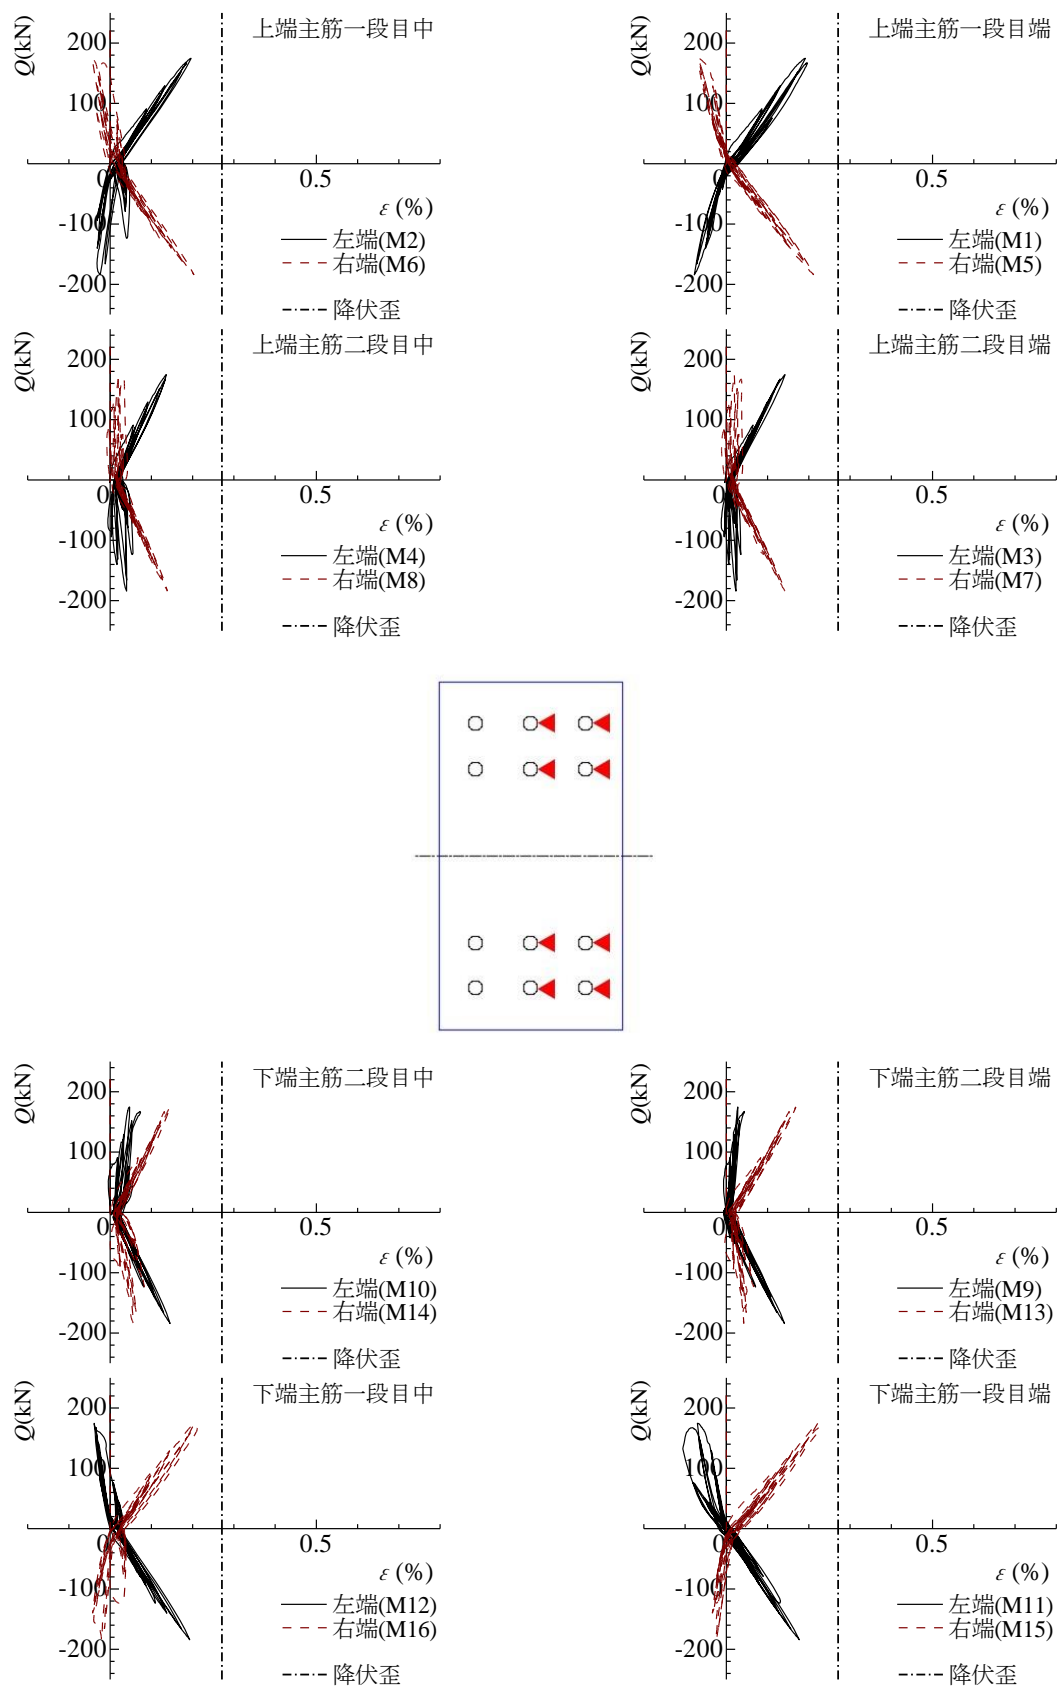 上端主筋一段目中
Q(kN)
200
100
0
0.5
-100
-200
ε (%)
左端(M2)
右端(M6)
降伏歪
上端主筋一段目端
Q(kN)
200
100
0
0.5
-100
-200
ε (%)
左端(M1)
右端(M5)
降伏歪
上端主筋二段目中
Q(kN)
200
100
0
0.5
-100
-200
ε (%)
左端(M4)
右端(M8)
降伏歪
上端主筋二段目端
Q(kN)
200
100
0
0.5
-100
-200
ε (%)
左端(M3)
右端(M7)
降伏歪
下端主筋二段目中
Q(kN)
200
100
0
0.5
-100
-200
ε (%)
左端(M10)
右端(M14)
降伏歪
下端主筋二段目端
Q(kN)
200
100
0
0.5
-100
-200
ε (%)
左端(M9)
右端(M13)
降伏歪
下端主筋一段目中
Q(kN)
200
100
0
0.5
-100
-200
ε (%)
左端(M12)
右端(M16)
降伏歪
下端主筋一段目端
Q(kN)
200
100
0
0.5
-100
-200
ε (%)
左端(M11)
右端(M15)
降伏歪